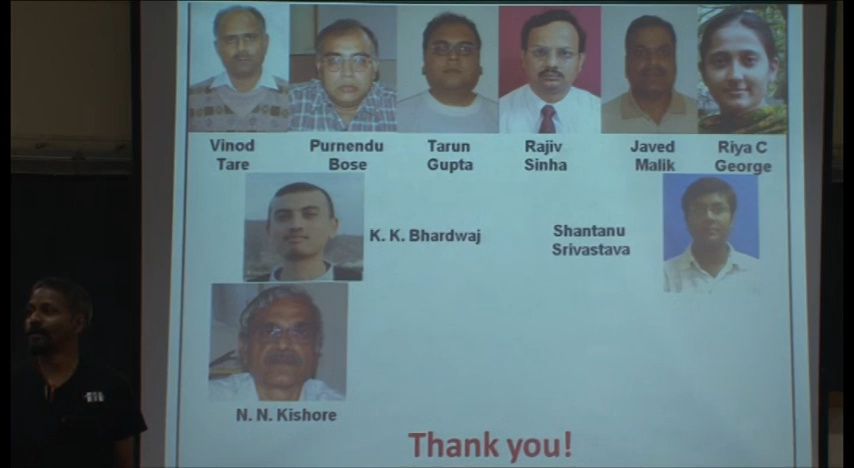 Vinod Purnendu Tarun Rajiv Javed Riya C
Tare Bose Gupta Sinha Malik George
K. K. Bhardwaj
Shantanu
Srivastava
N. N. Kishore
Thank you!